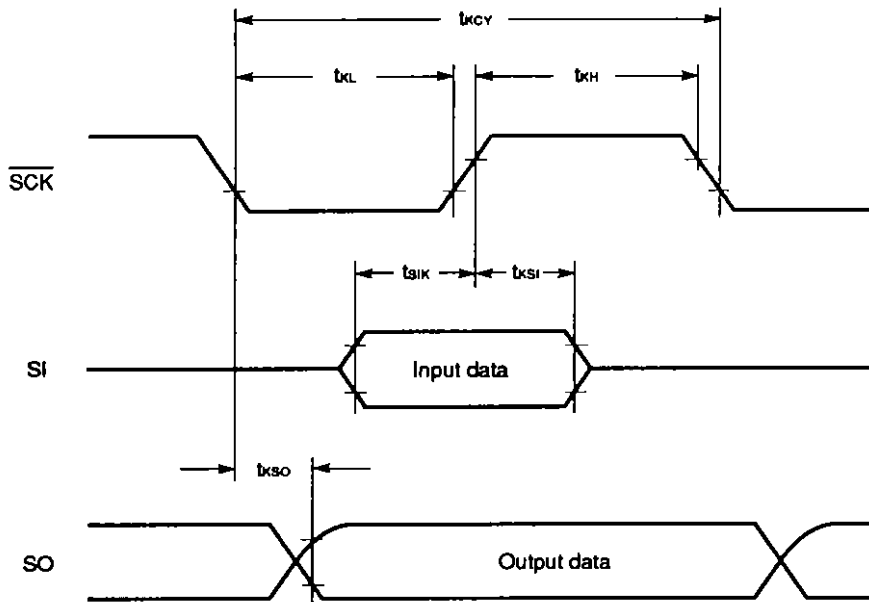 tKCY
tKL
tKH
SCK
tSIK
tKSI
SI
Input data
tKSO
SO
Output data